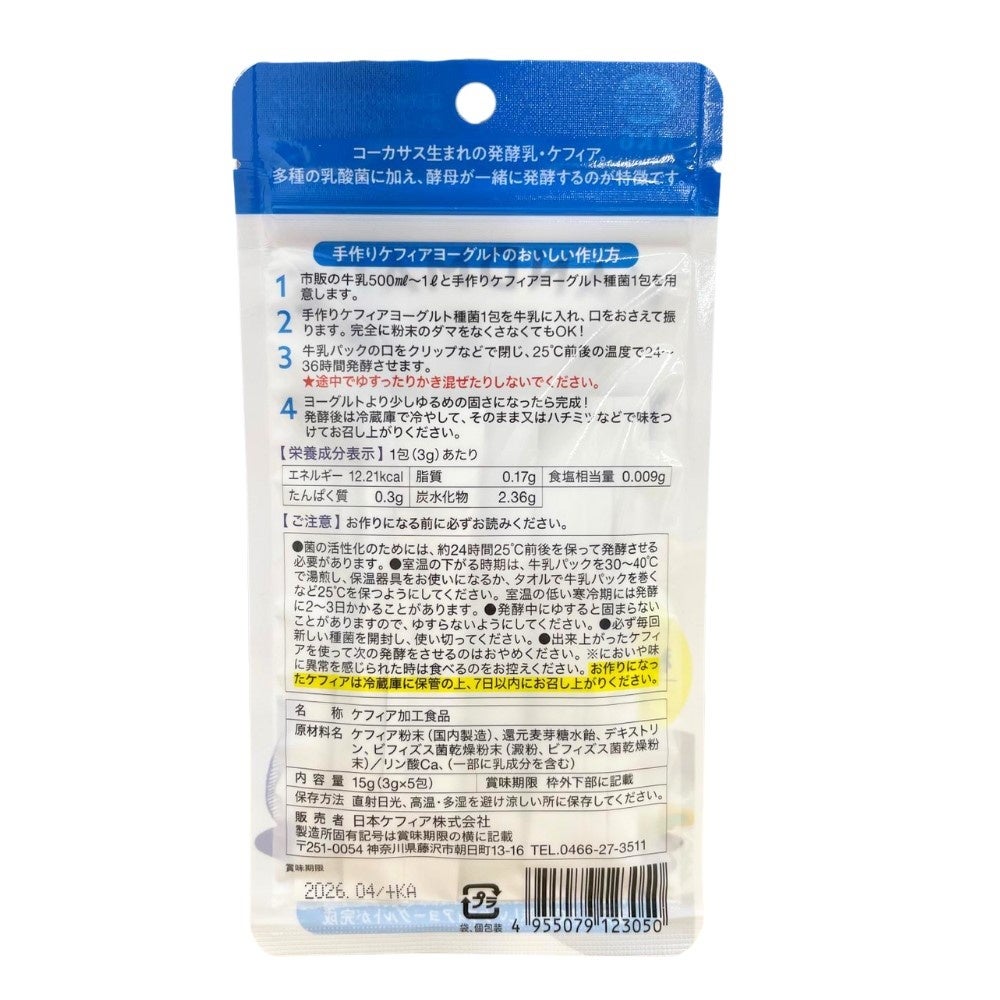 コーカサス生まれの発酵乳・ケフィア。
多種の乳酸菌に加え、酵母が一緒に発酵するのが特徴です。
手作りケフィアヨーグルトのおいしい作り方
1 市販の牛乳500㎖〜1ℓと手作りケフィアヨーグルト種菌1包を用
意します。
2 手作りケフィアヨーグルト種菌1包を牛乳に入れ、口をおさえて振
ります。完全に粉末のダマをなくさなくてもOK!
3 牛乳パックの口をクリップなどで閉じ、25℃前後の温度で24〜
36時間発酵させます。
★途中でゆすったりかき混ぜたりしないでください。
4 ヨーグルトより少しゆるめの固さになったら完成!
発酵後は冷蔵庫で冷やして、そのまま又はハチミツなどで味をつ
けてお召し上がりください。
【栄養成分表示】1包(3g)あたり
エネルギー 12.21kcal 脂質 0.17g 食塩相当量 0.009g
たんぱく質 0.3g 炭水化物 2.36g
【ご注意】お作りになる前に必ずお読みください。
●菌の活性化のためには、約24時間25℃前後を保って発酵させる
必要があります。●室温の下がる時期は、牛乳パックを30〜40℃
で湯煎し、保温器具をお使いになるか、タオルで牛乳パックを巻く
など25℃を保つようにしてください。室温の低い寒冷期には発酵
に2〜3日かかることがあります。●発酵中にゆすると固まらない
ことがありますので、ゆすらないようにしてください。●必ず毎回
新しい種菌を開封し、使い切ってください。●出来上がったケフィ
アを使って次の発酵をさせるのはおやめください。※においや味
に異常を感じられた時は食べるのをお控えください。お作りになっ
たケフィアは冷蔵庫に保管の上、7日以内にお召し上がりください。
名 称 ケフィア加工食品
原材料名 ケフィア粉末(国内製造)、還元麦芽糖水飴、デキストリ
ン、ビフィズス菌乾燥粉末(澱粉、ビフィズス菌乾燥粉
末)/リン酸Ca、(一部に乳成分を含む)
内容量 15g(3g×5包) 賞味期限 枠外下部に記載
保存方法 直射日光、高温・多湿を避け涼しい所に保存してください。
販売者 日本ケフィア株式会社
製造所固有記号は賞味期限の横に記載
〒251-0054 神奈川県藤沢市朝日町13-16 TEL.0466-27-3511
賞味期限
2026.04/+KA
プラ
袋、個包装
4 955079 123050